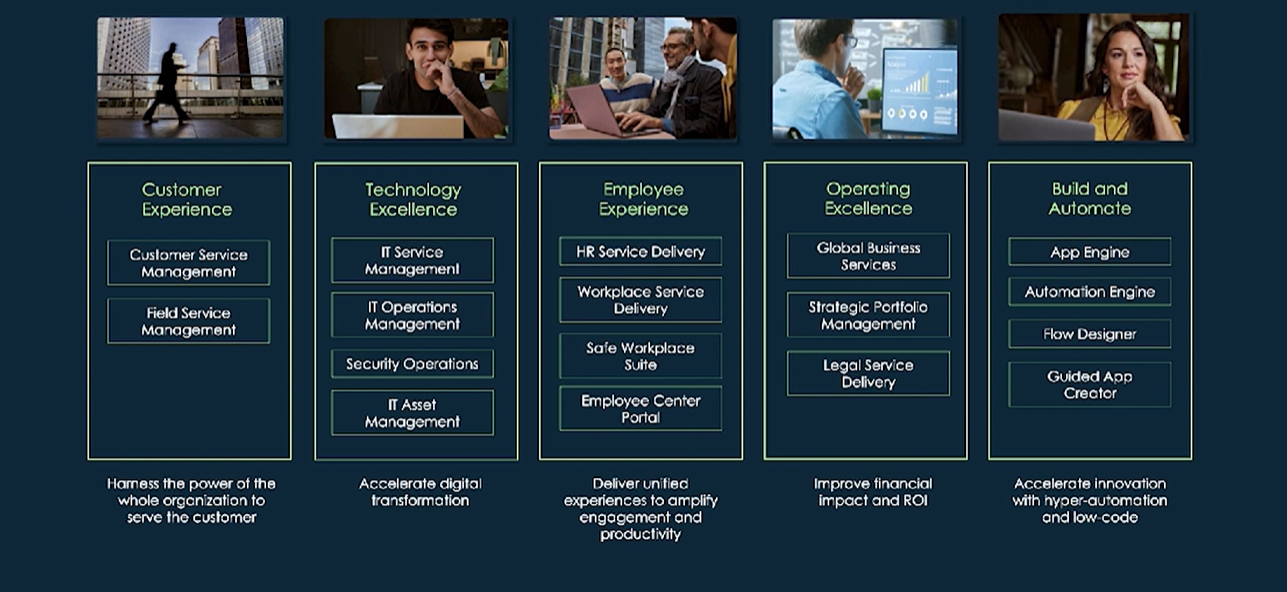 Customer
Experience
Customer Service
Management
Field Service
Management
Harness the power of the
whole organization to
serve the customer
Technology
Excellence
IT Service
Management
IT Operations
Management
Security Operations
IT Asset
Management
Accelerate digital
transformation
Employee
Experience
HR Service Delivery
Workplace Service
Delivery
Safe Workplace
Suite
Employee Center
Portal
Deliver unified
experiences to amplify
engagement and
productivity
Operating
Excellence
Global Business
Services
Strategic Portfolio
Management
Legal Service
Delivery
Improve financial
impact and ROI
Build and
Automate
App Engine
Automation Engine
Flow Designer
Guided App
Creator
Accelerate innovation
with hyper-automation
and low-code